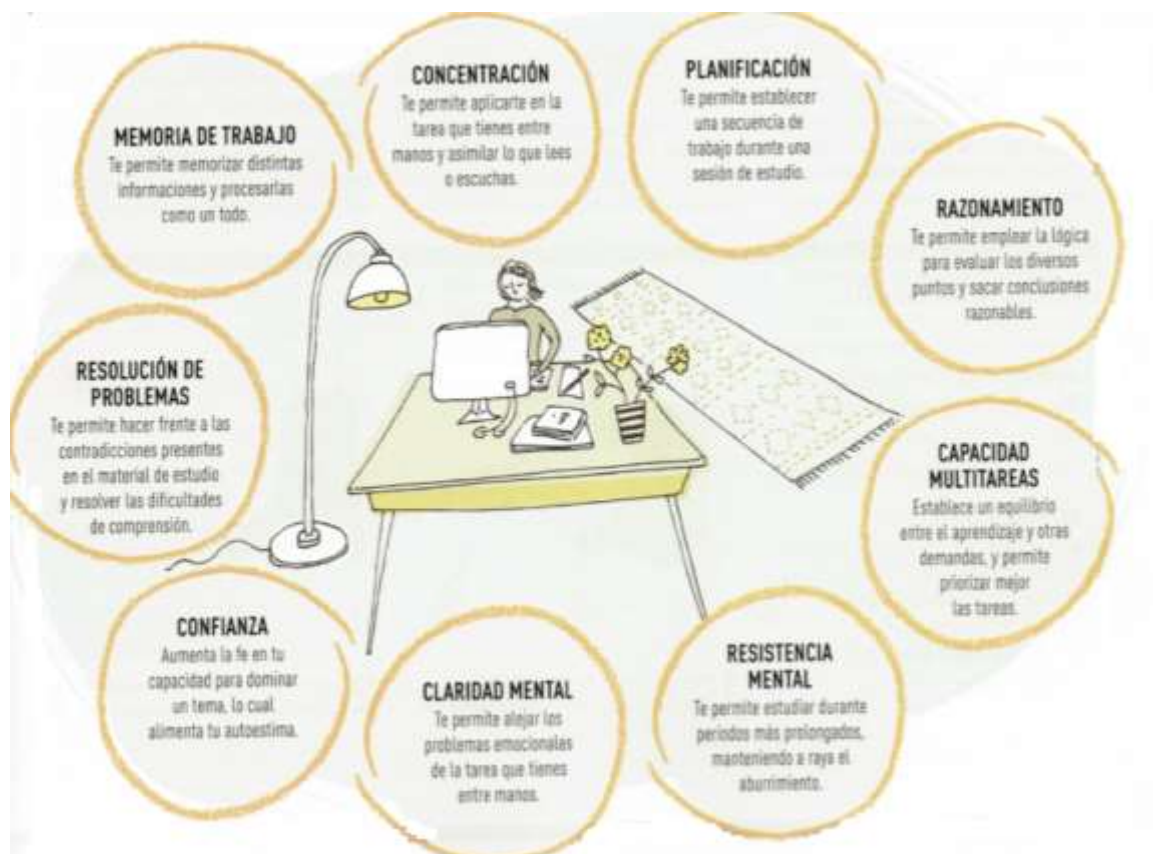 MEMORIA DE TRABAJO
Te permite memorizar distintas
informaciones y procesarlas
como un todo.
CONCENTRACIÓN
Te permite aplicarte en la
tarea que tienes entre
manos y asimilar lo que lees
o escuchas.
PLANIFICACIÓN
Te permite establecer
una secuencia de
trabajo durante una
sesión de estudio.
RAZONAMIENTO
Te permite emplear la lógica
para evaluar los diversos
puntos y sacar conclusiones
razonables.
RESOLUCIÓN DE
PROBLEMAS
Te permite hacer frente a las
contradicciones presentes
en el material de estudio
y resolver las dificultades
de comprensión.
CAPACIDAD
MULTITAREAS
Establece un equilibrio
entre el aprendizaje y otras
demandas, y permite
priorizar mejor
las tareas.
CONFIANZA
Aumenta la fe en tu
capacidad para dominar
un tema, lo cual
alimenta tu autoestima.
CLARIDAD MENTAL
Te permite alejar los
problemas emocionales
de la tarea que tienes
entre manos.
RESISTENCIA
MENTAL
Te permite estudiar durante
periodos más prolongados,
manteniendo a raya el
aburrimiento.